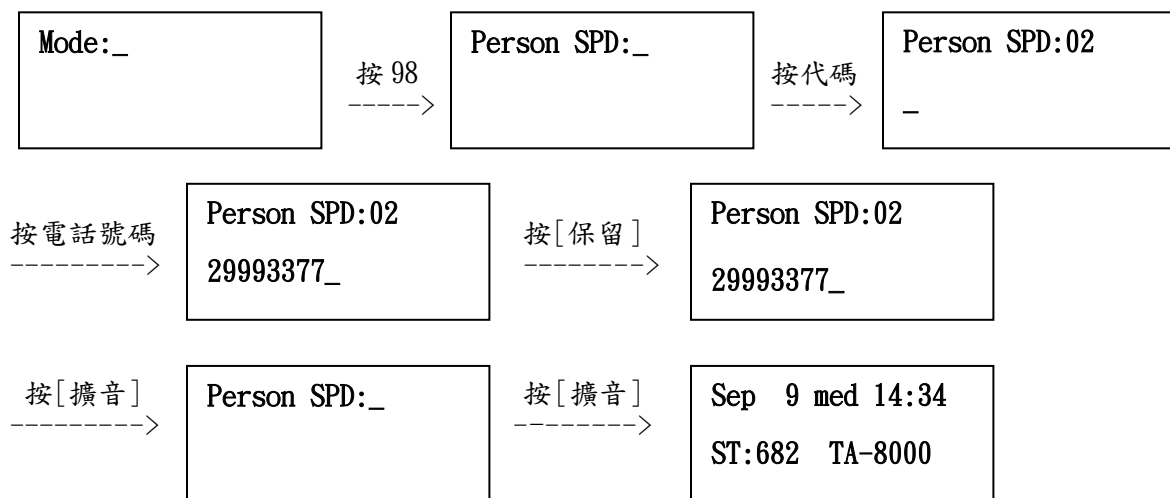 Mode:_
按 98
----->
Person SPD:_
按代碼
----->
Person SPD:02
_
按電話號碼
--------->
Person SPD:02
29993377_
按[保留]
-------->
Person SPD:02
29993377_
按[擴音]
--------->
Person SPD:_
按[擴音]
-------->
Sep  9 med 14:34
ST:682  TA-8000